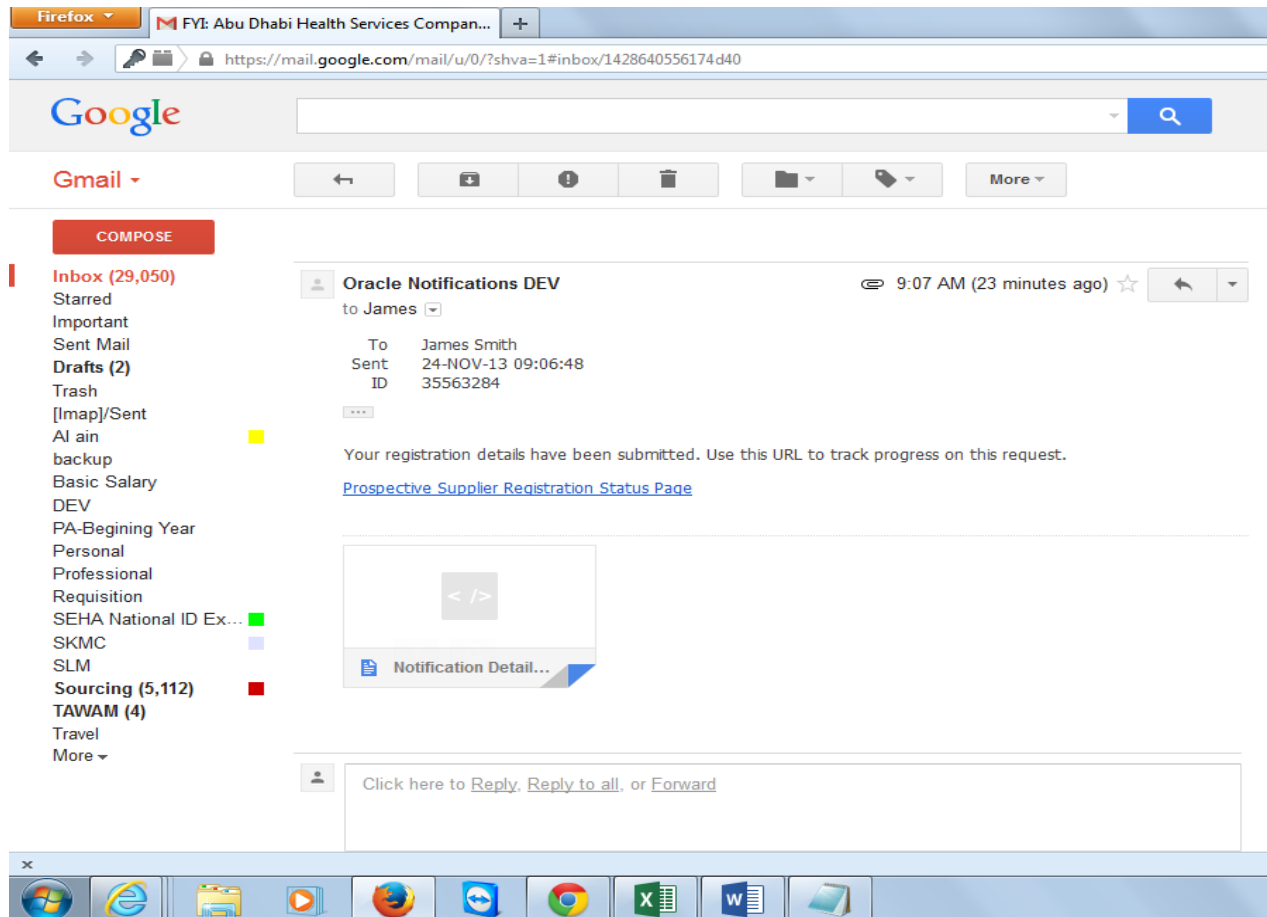 Firefox
FYI: Abu Dhabi Health Services Compan...
https://mail.google.com/mail/u/0/?shva=1#inbox/1428640556174d40
Google
Gmail
More
COMPOSE
Inbox (29,050)
Starred
Important
Sent Mail
Drafts (2)
Trash
[Imap]/Sent
Al ain
backup
Basic Salary
DEV
PA-Begining Year
Personal
Professional
Requisition
SEHA National ID Ex...
SKMC
SLM
Sourcing (5,112)
TAWAM (4)
Travel
More
Oracle Notifications DEV 9:07 AM (23 minutes ago)
to James
To James Smith
Sent 24-NOV-13 09:06:48
ID 35563284
Your registration details have been submitted. Use this URL to track progress on this request.
Prospective Supplier Registration Status Page
Notification Detail...
Click here to Reply, Reply to all, or Forward